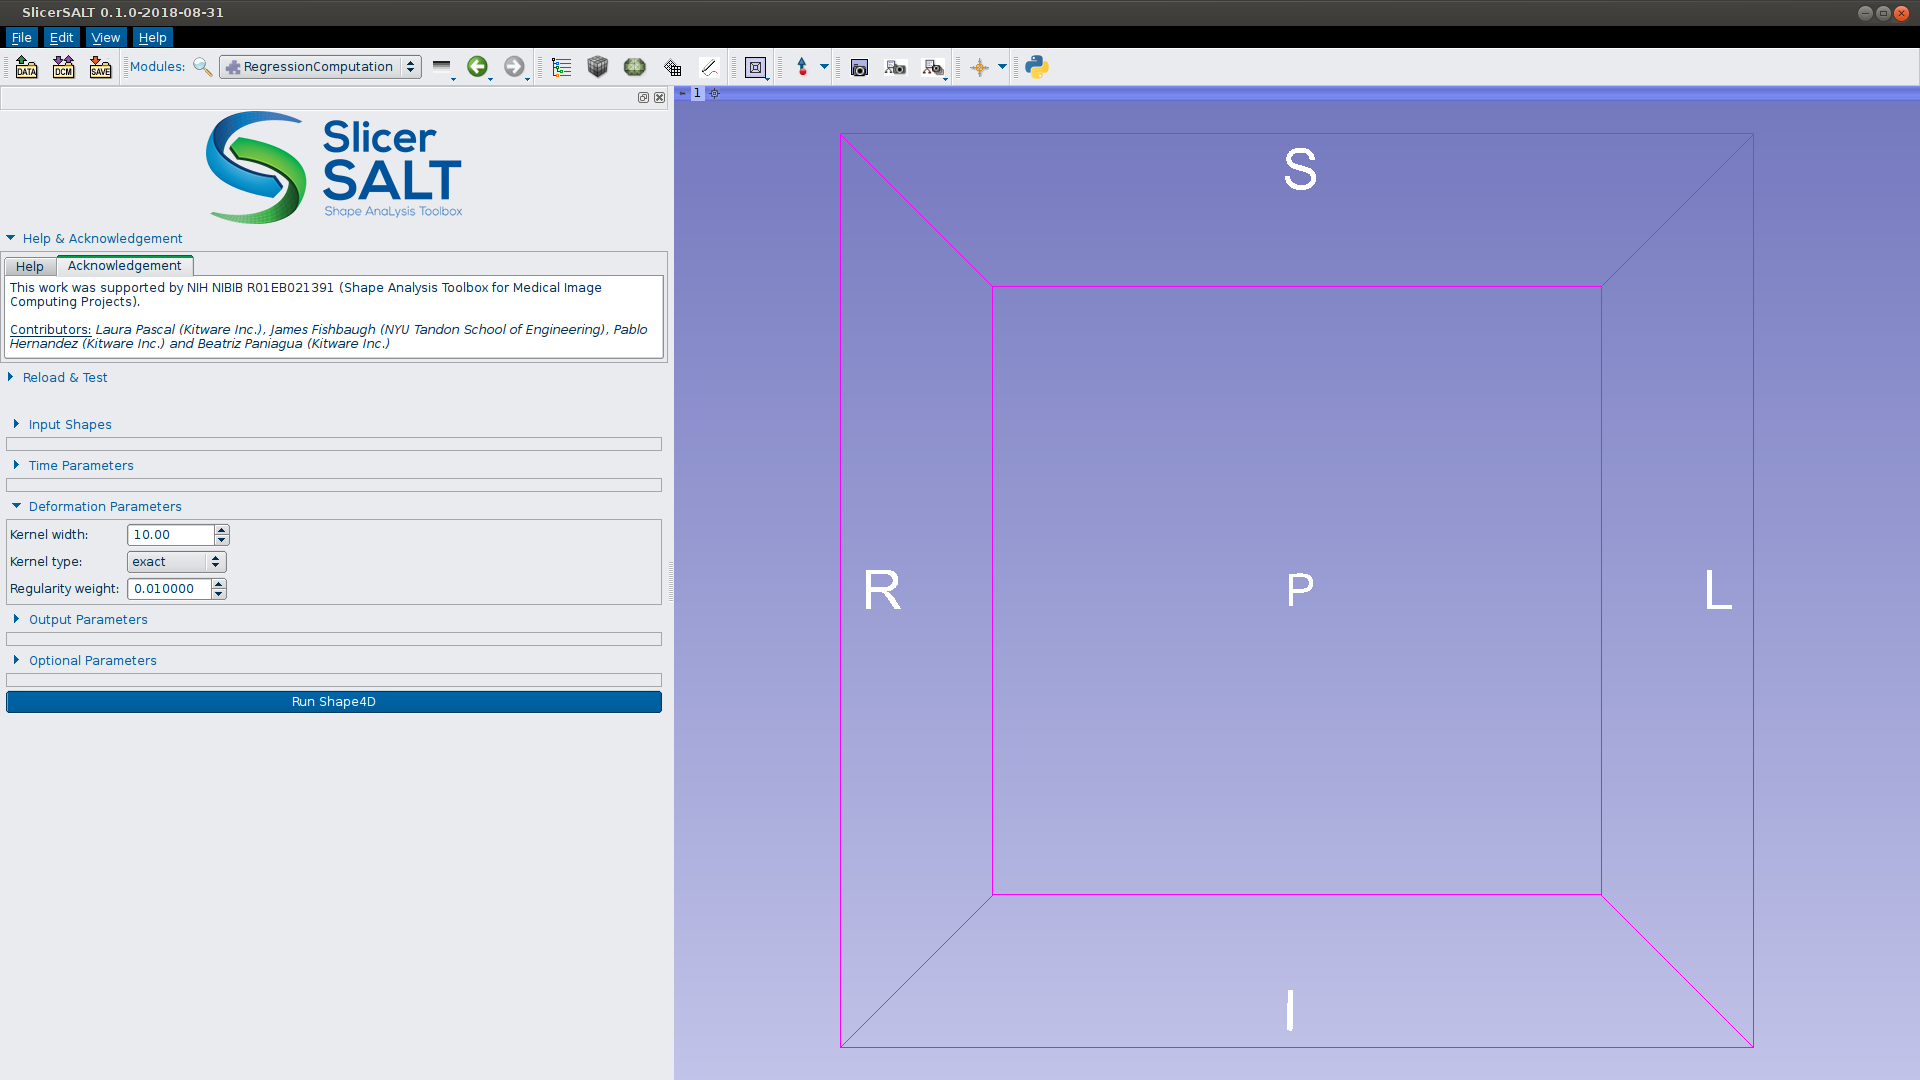 SlicerSALT 0.1.0-2018-08-31
File Edit View Help
DATA DCM SAVE Modules: RegressionComputation
1
Slicer
SALT
Shape AnaLysis Toolbox
Help & Acknowledgement
Help Acknowledgement
This work was supported by NIH NIBIB R01EB021391 (Shape Analysis Toolbox for Medical Image
Computing Projects).
Contributors: Laura Pascal (Kitware Inc.), James Fishbaugh (NYU Tandon School of Engineering), Pablo
Hernandez (Kitware Inc.) and Beatriz Paniagua (Kitware Inc.)
Reload & Test
Input Shapes
Time Parameters
Deformation Parameters
Kernel width: 10.00
Kernel type: exact
Regularity weight: 0.010000
Output Parameters
Optional Parameters
Run Shape4D
S
R P L
I